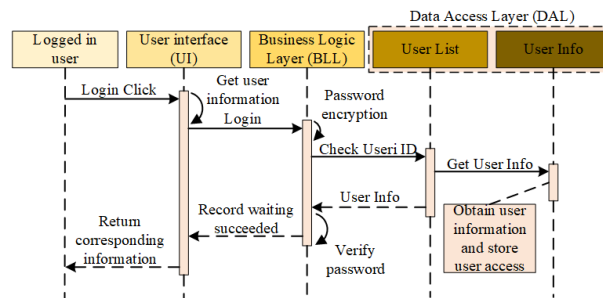 Data Access Layer (DAL)
Logged in
user
User interface
(UI)
Business Logic
Layer (BLL)
User List
User Info
Login Click
Get user
information
Login
Password
encryption
Check Useri ID
Get User Info
User Info
Obtain user
information
and store
user access
Record waiting
succeeded
Verify
password
Return
corresponding
information